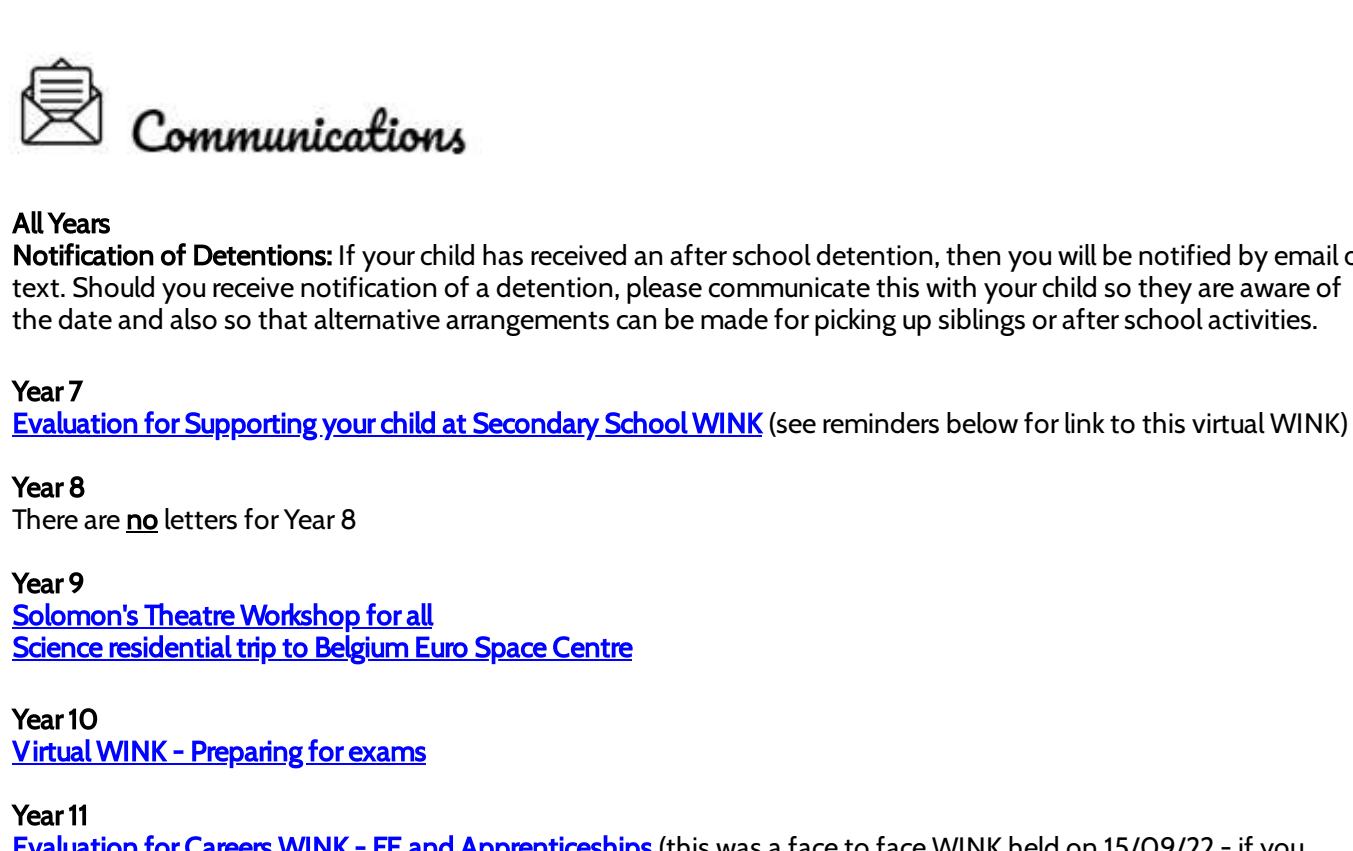 Communications
All Years
Notification of Detentions: If your child has received an after school detention, then you will be notified by email
text. Should you receive notification of a detention, please communicate this with your child so they are aware of
the date and also so that alternative arrangements can be made for picking up siblings or after school activities.
Year 7
Evaluation for Supporting your child at Secondary School WINK (see reminders below for link to this virtual WINK)
Year 8
There are no letters for Year 8
Year 9
Solomon's Theatre Workshop for all
Science residential trip to Belgium Euro Space Centre
Year 10
Virtual WINK - Preparing for exams
Year 11
Evaluation for Careers WINK - FE and Apprenticeships (this was a face to face WINK held on 15/09/22 - if you